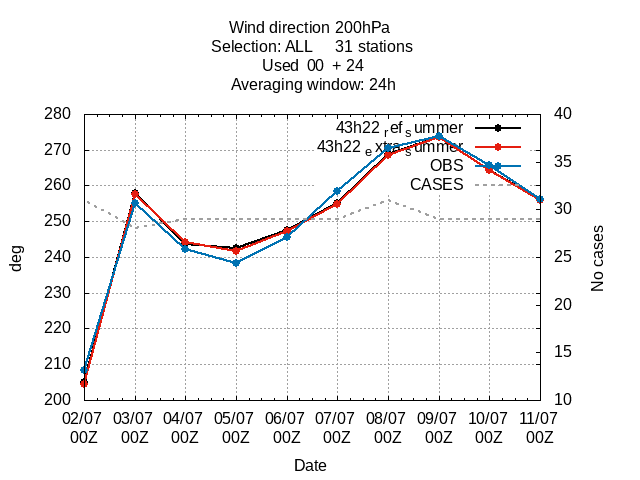 Wind direction 200hPa
Selection: ALL 31 stations
Used 00 + 24
Averaging window: 24h
280 40
43h22_ref_summer
270
43h22_extra_summer
35
OBS
260
CASES
250
30
deg
No cases
240
25
230
20
220
15
210
200 10
02/07 03/07 04/07 05/07 06/07 07/07 08/07 09/07 10/07 11/07
00Z 00Z 00Z 00Z 00Z 00Z 00Z 00Z 00Z 00Z
Date